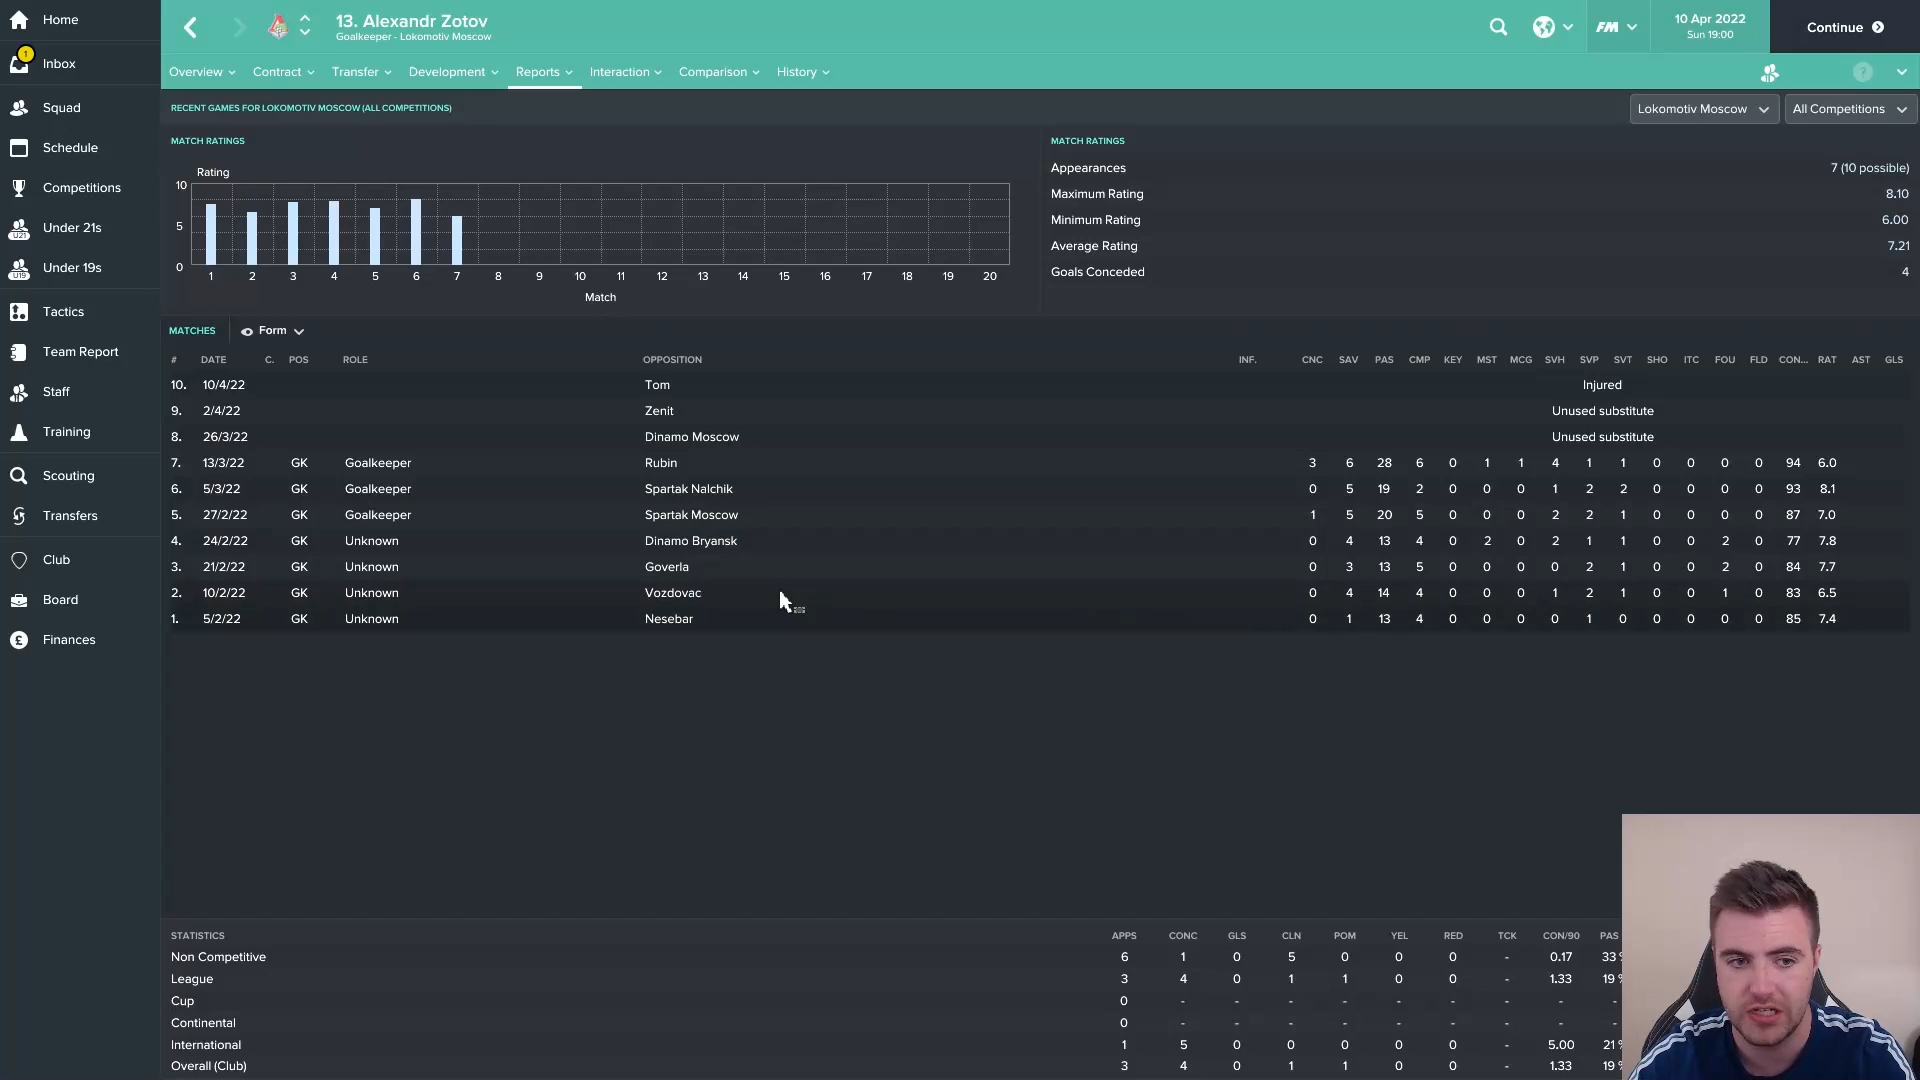 Home
1
Inbox
Squad
Schedule
Competitions
U21 Under 21s
U19 Under 19s
Tactics
Team Report
Staff
Training
Scouting
Transfers
Club
Board
£ Finances
13. Alexandr Zotov
Goalkeeper - Lokomotiv Moscow
FM
10 Apr 2022
Sun 19:00
Continue
Overview Contract Transfer Development Reports Interaction Comparison History
?
RECENT GAMES FOR LOKOMOTIV MOSCOW (ALL COMPETITIONS)
Lokomotiv Moscow All Competitions
MATCH RATINGS
Rating
10
5
0
1 2 3 4 5 6 7 8 9 10 11 12 13 14 15 16 17 18 19 20
Match
MATCH RATINGS
Appearances 7 (10 possible)
Maximum Rating 8.10
Minimum Rating 6.00
Average Rating 7.21
Goals Conceded 4
MATCHES Form
# DATE C. POS ROLE OPPOSITION INF. CNC SAV PAS CMP KEY MST MCG SVH SVP SVT SHO ITC FOU FLD CON... RAT AST GLS
10. 10/4/22 Tom Injured
9. 2/4/22 Zenit Unused substitute
8. 26/3/22 Dinamo Moscow Unused substitute
7. 13/3/22 GK Goalkeeper Rubin 3 6 28 6 0 1 1 4 1 1 0 0 0 0 94 6.0
6. 5/3/22 GK Goalkeeper Spartak Nalchik 0 5 19 2 0 0 0 1 2 2 0 0 0 0 93 8.1
5. 27/2/22 GK Goalkeeper Spartak Moscow 1 5 20 5 0 0 0 2 2 1 0 0 0 0 87 7.0
4. 24/2/22 GK Unknown Dinamo Bryansk 0 4 13 4 0 2 0 2 1 1 0 0 2 0 77 7.8
3. 21/2/22 GK Unknown Goverla 0 3 13 5 0 0 0 0 2 1 0 0 2 0 84 7.7
2. 10/2/22 GK Unknown Vozdovac 0 4 14 4 0 0 0 1 2 1 0 0 1 0 83 6.5
1. 5/2/22 GK Unknown Nesebar 0 1 13 4 0 0 0 0 1 0 0 0 0 0 85 7.4
STATISTICS APPS CONC GLS CLN POM YEL RED TCK CON/90 PAS
Non Competitive 6 1 0 5 0 0 0 - 0.17 33
League 3 4 0 1 1 0 0 - 1.33 19
Cup 0 - - - - - - - - -
Continental 0 - - - - - - - - -
International 1 5 0 0 0 0 0 - 5.00 21
Overall (Club) 3 4 0 1 1 0 0 - 1.33 19